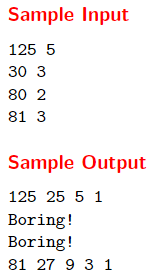 Sample Input
125 5
30 3
80 2
81 3
Sample Output
125 25 5 1
Boring!
Boring!
81 27 9 3 1